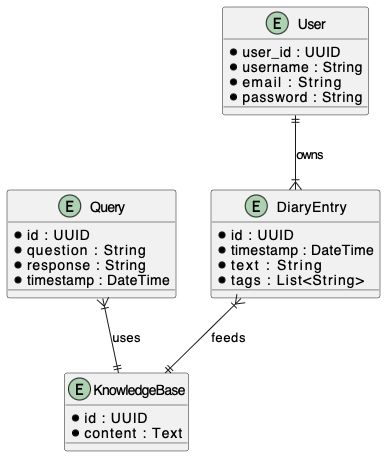 E User
user_id : UUID
username : String
email : String
password : String
owns
E Query
id : UUID
question : String
response : String
timestamp : DateTime
E DiaryEntry
id : UUID
timestamp : DateTime
text : String
tags : List<String>
uses
feeds
E KnowledgeBase
id : UUID
content : Text